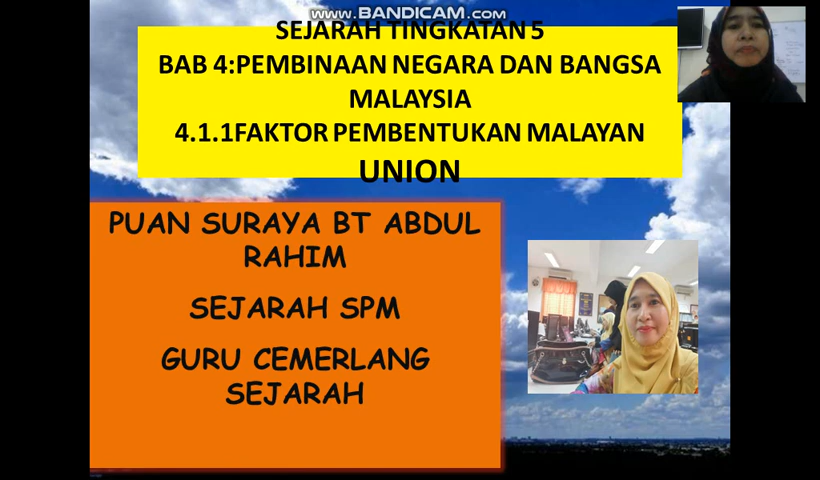 www.BANDICAM.com
SEJARAH TINGKATAN 5
BAB 4:PEMBINAAN NEGARA DAN BANGSA
MALAYSIA
4.1.1FAKTOR PEMBENTUKAN MALAYAN
UNION
PUAN SURAYA BT ABDUL
RAHIM
SEJARAH SPM
GURU CEMERLANG
SEJARAH